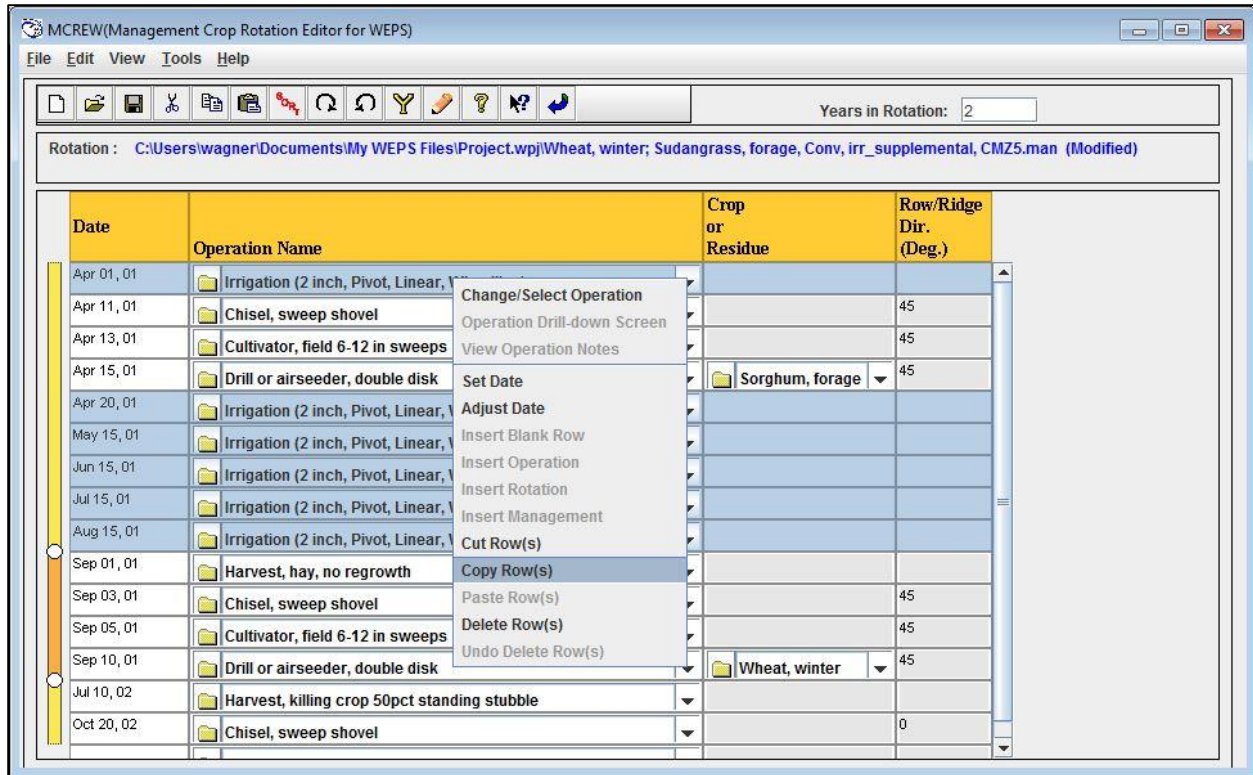 MCREW(Management Crop Rotation Editor for WEPS)
File Edit View Tools Help
SORT
Years in Rotation: 2
Rotation : C:\Users\wagner\Documents\My WEPS Files\Project.wpj\Wheat, winter; Sudangrass, forage, Conv, irr_supplemental, CMZ5.man (Modified)
Date Operation Name Crop or Residue Row/Ridge Dir. (Deg.)
Apr 01, 01 Irrigation (2 inch, Pivot, Linear,
Apr 11, 01 Chisel, sweep shovel 45
Apr 13, 01 Cultivator, field 6-12 in sweeps 45
Apr 15, 01 Drill or airseeder, double disk Sorghum, forage 45
Apr 20, 01 Irrigation (2 inch, Pivot, Linear,
May 15, 01 Irrigation (2 inch, Pivot, Linear,
Jun 15, 01 Irrigation (2 inch, Pivot, Linear,
Jul 15, 01 Irrigation (2 inch, Pivot, Linear,
Aug 15, 01 Irrigation (2 inch, Pivot, Linear,
Sep 01, 01 Harvest, hay, no regrowth
Sep 03, 01 Chisel, sweep shovel 45
Sep 05, 01 Cultivator, field 6-12 in sweeps 45
Sep 10, 01 Drill or airseeder, double disk Wheat, winter 45
Jul 10, 02 Harvest, killing crop 50pct standing stubble
Oct 20, 02 Chisel, sweep shovel 0
Change/Select Operation
Operation Drill-down Screen
View Operation Notes
Set Date
Adjust Date
Insert Blank Row
Insert Operation
Insert Rotation
Insert Management
Cut Row(s)
Copy Row(s)
Paste Row(s)
Delete Row(s)
Undo Delete Row(s)